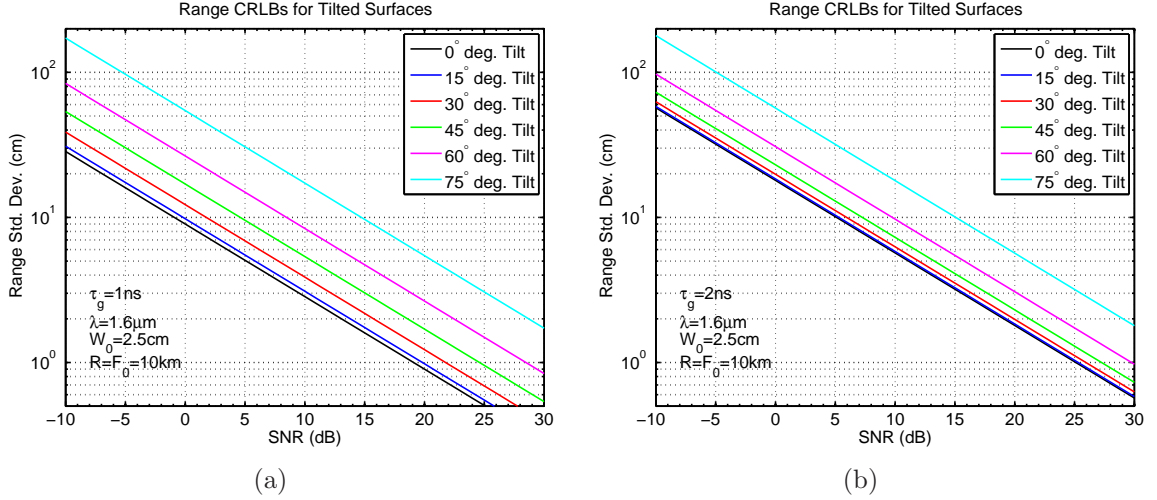 Range CRLBs for Tilted Surfaces
Range Std. Dev. (cm)
10²
10¹
10⁰
0° deg. Tilt
15° deg. Tilt
30° deg. Tilt
45° deg. Tilt
60° deg. Tilt
75° deg. Tilt
τg=1ns
λ=1.6μm
W0=2.5cm
R=F0=10km
−10 −5 0 5 10 15 20 25 30
SNR (dB)
(a)
Range CRLBs for Tilted Surfaces
Range Std. Dev. (cm)
10²
10¹
10⁰
0° deg. Tilt
15° deg. Tilt
30° deg. Tilt
45° deg. Tilt
60° deg. Tilt
75° deg. Tilt
τg=2ns
λ=1.6μm
W0=2.5cm
R=F0=10km
−10 −5 0 5 10 15 20 25 30
SNR (dB)
(b)